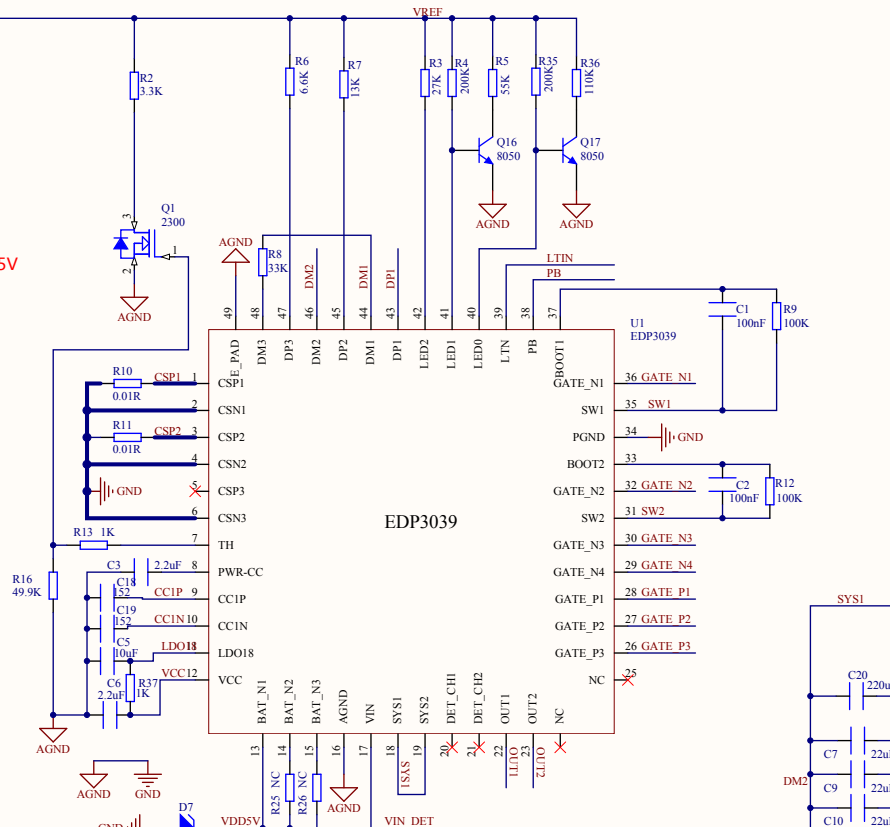 VREF
R2
3.3K
R6
6.6K
R7
13K
R3
27K
R4
200K
R5
55K
R35
200K
R36
110K
Q16
8050
Q17
8050
AGND
AGND
Q1
2300
3
1
2
5V
AGND
AGND
R8
33K
DM2
DM1
DP1
LTIN
PB
49
48
47
46
45
44
43
42
41
40
39
38
37
E_PAD
DM3
DP3
DM2
DP2
DM1
DP1
LED2
LED1
LED0
LTN
PB
BOOT1
U1
EDP3039
C1
100nF
R9
100K
R10
0.01R
CSP1
1
CSP1
2
CSN1
R11
0.01R
CSP2
3
CSP2
4
CSN2
GND
5
CSP3
6
CSN3
R13 1K
7
TH
R16
49.9K
C3
2.2uF
8
PWR-CC
C18
152
CC1P
9
CC1P
C19
152
CC1N
10
CC1N
C5
10uF
LDO18
11
LDO18
C6
2.2uF
R37
1K
VCC
12
VCC
EDP3039
GATE_N1
36
GATE_N1
SW1
35
SW1
PGND
34
GND
BOOT2
33
GATE_N2
32
GATE_N2
SW2
31
SW2
C2
100nF
R12
100K
GATE_N3
30
GATE_N3
GATE_N4
29
GATE_N4
GATE_P1
28
GATE_P1
GATE_P2
27
GATE_P2
GATE_P3
26
GATE_P3
NC
25
BAT_N1
BAT_N2
BAT_N3
AGND
VIN
SYS1
SYS2
DET_CH1
DET_CH2
OUT1
OUT2
NC
13
14
15
16
17
18
19
20
21
22
23
SYS1
OUT1
OUT2
R25 NC
R26 NC
AGND
AGND
AGND
GND
GND
D7
VDD5V
VIN_DET
SYS1
C20
220u
C7
22u
DM2
C9
22u
C10
22u